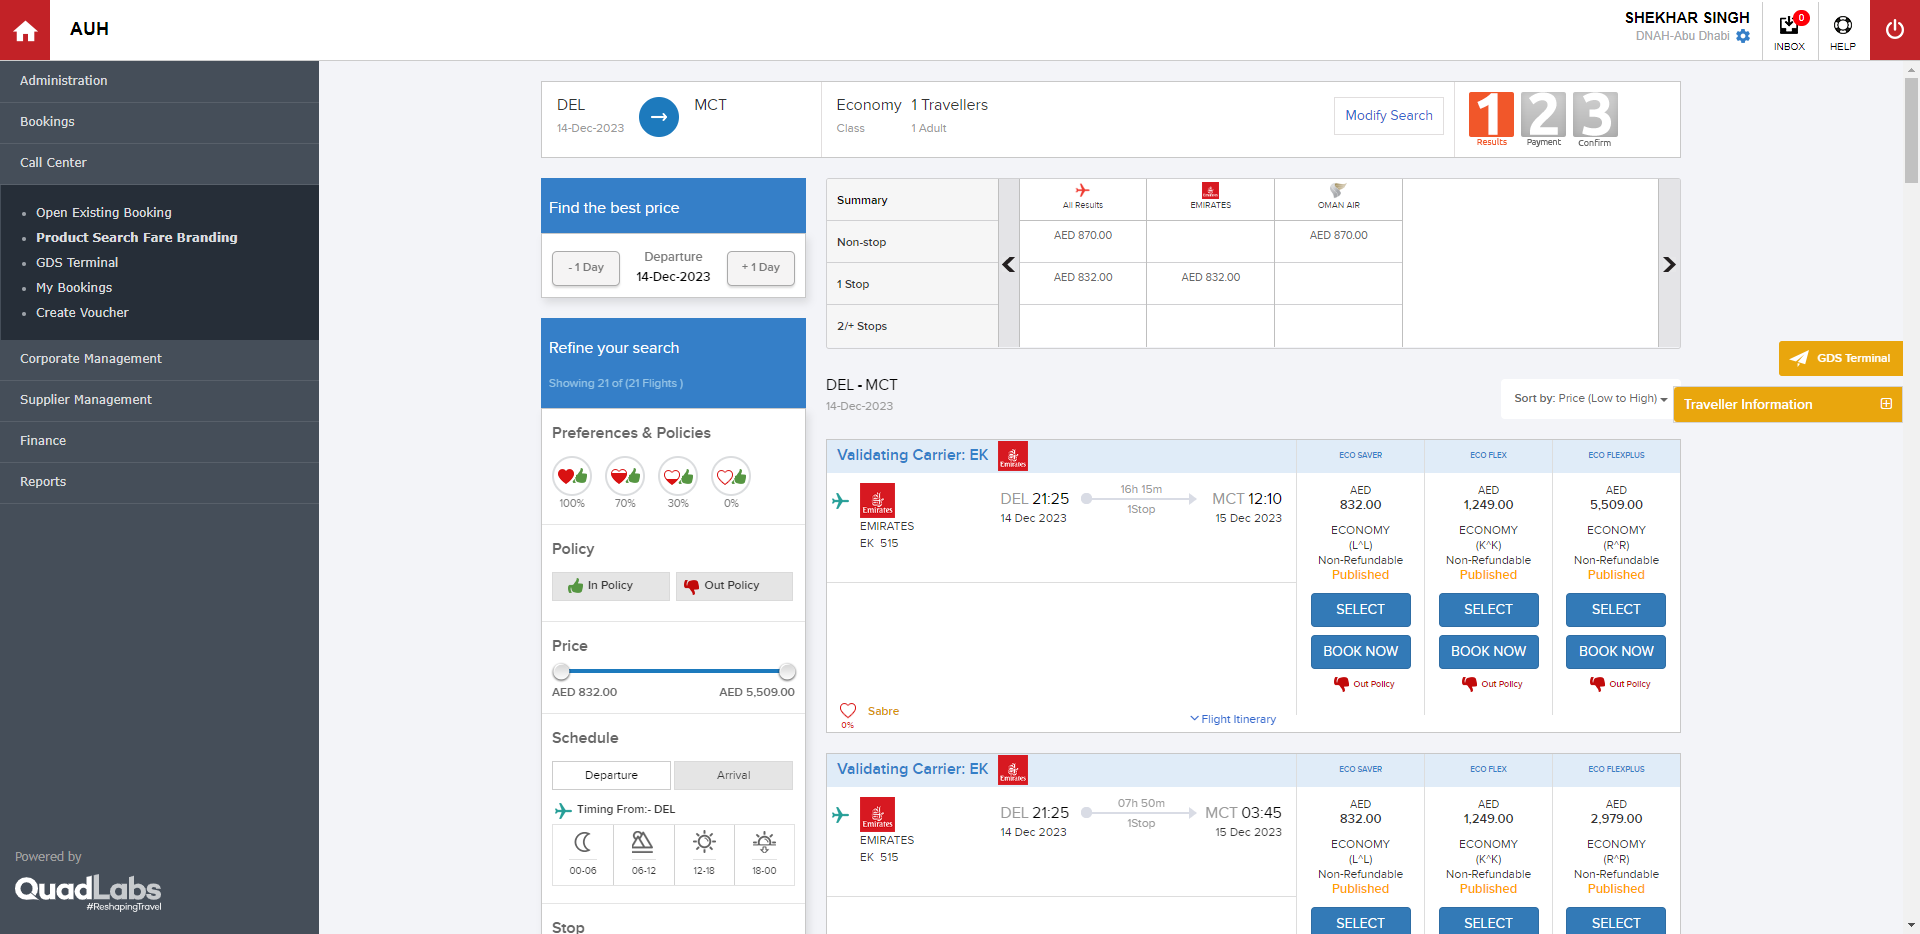 AUH
SHEKHAR SINGH
DNAH-Abu Dhabi
0
INBOX
HELP
Administration
Bookings
Call Center
Open Existing Booking
Product Search Fare Branding
GDS Terminal
My Bookings
Create Voucher
Corporate Management
Supplier Management
Finance
Reports
Powered by
QuadLabs
#ReshapingTravel
DEL
14-Dec-2023
MCT
Economy
Class
1 Travellers
1 Adult
Modify Search
1 2 3
Results Payment Confirm
Find the best price
- 1 Day
Departure
14-Dec-2023
+ 1 Day
Refine your search
Showing 21 of (21 Flights )
Preferences & Policies
100% 70% 30% 0%
Policy
In Policy
Out Policy
Price
AED 832.00 AED 5,509.00
Schedule
Departure Arrival
Timing From:- DEL
00-06 06-12 12-18 18-00
Stop
Summary All Results EMIRATES OMAN AIR
Non-stop AED 870.00 AED 870.00
1 Stop AED 832.00 AED 832.00
2/+ Stops
GDS Terminal
DEL - MCT
14-Dec-2023
Sort by: Price (Low to High)
Traveller Information
Validating Carrier: EK Emirates ECO SAVER ECO FLEX ECO FLEXPLUS
Emirates
EMIRATES
EK 515
DEL 21:25
14 Dec 2023
16h 15m
1Stop
MCT 12:10
15 Dec 2023
AED
832.00
ECONOMY
(L^L)
Non-Refundable
Published
SELECT
BOOK NOW
Out Policy
AED
1,249.00
ECONOMY
(K^K)
Non-Refundable
Published
SELECT
BOOK NOW
Out Policy
AED
5,509.00
ECONOMY
(R^R)
Non-Refundable
Published
SELECT
BOOK NOW
Out Policy
0%
Sabre
Flight Itinerary
Validating Carrier: EK Emirates ECO SAVER ECO FLEX ECO FLEXPLUS
Emirates
EMIRATES
EK 515
DEL 21:25
14 Dec 2023
07h 50m
1Stop
MCT 03:45
15 Dec 2023
AED
832.00
ECONOMY
(L^L)
Non-Refundable
Published
SELECT
AED
1,249.00
ECONOMY
(K^K)
Non-Refundable
Published
SELECT
AED
2,979.00
ECONOMY
(R^R)
Non-Refundable
Published
SELECT